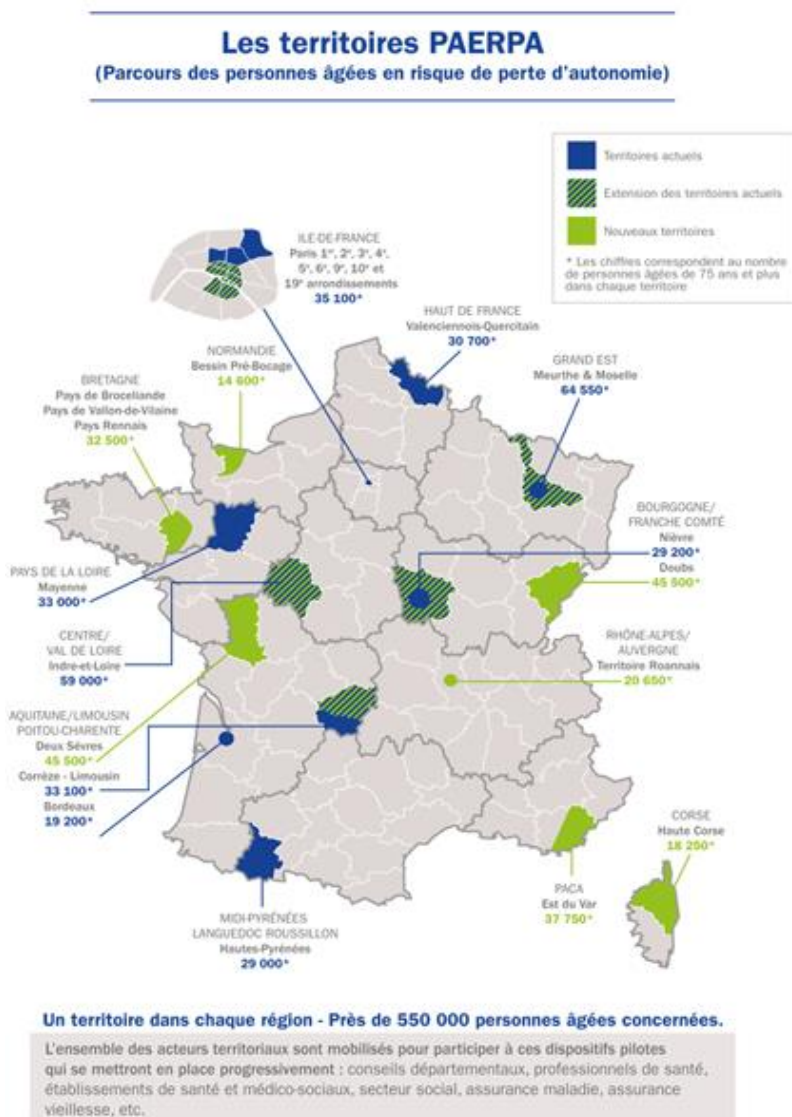 Les territoires PAERPA
(Parcours des personnes âgées en risque de perte d'autonomie)
Territoires actuels
Extension des territoires actuels
Nouveaux territoires
* Les chiffres correspondent au nombre
de personnes âgées de 75 ans et plus
dans chaque territoire
ILE-DE-FRANCE
Paris 1er, 2e, 3e, 4e,
5e, 6e, 9e, 10e et
19e arrondissements
35 100*
HAUT DE FRANCE
Valenciennois-Quercitain
30 700*
NORMANDIE
Bessin Pré-Bocage
14 600*
GRAND EST
Meurthe & Moselle
64 550*
BRETAGNE
Pays de Broceliande
Pays de Vallon-de-Vilaine
Pays Rennais
32 500*
BOURGOGNE/
FRANCHE COMTÉ
Nièvre
29 200*
Doubs
45 500*
PAYS DE LA LOIRE
Mayenne
33 000*
CENTRE/
VAL DE LOIRE
Indre-et-Loire
59 000*
RHÔNE-ALPES/
AUVERGNE
Territoire Roannais
20 650*
AQUITAINE/LIMOUSIN
POITOU-CHARENTE
Deux Sèvres
45 500*
Corrèze - Limousin
33 100*
Bordeaux
19 200*
CORSE
Haute Corse
18 250*
PACA
Est du Var
37 750*
MIDI-PYRÉNÉES
LANGUEDOC ROUSSILLON
Hautes-Pyrénées
29 000*
Un territoire dans chaque région - Près de 550 000 personnes âgées concernées.
L'ensemble des acteurs territoriaux sont mobilisés pour participer à ces dispositifs pilotes
qui se mettront en place progressivement : conseils départementaux, professionnels de santé,
établissements de santé et médico-sociaux, secteur social, assurance maladie, assurance
vieillesse, etc.